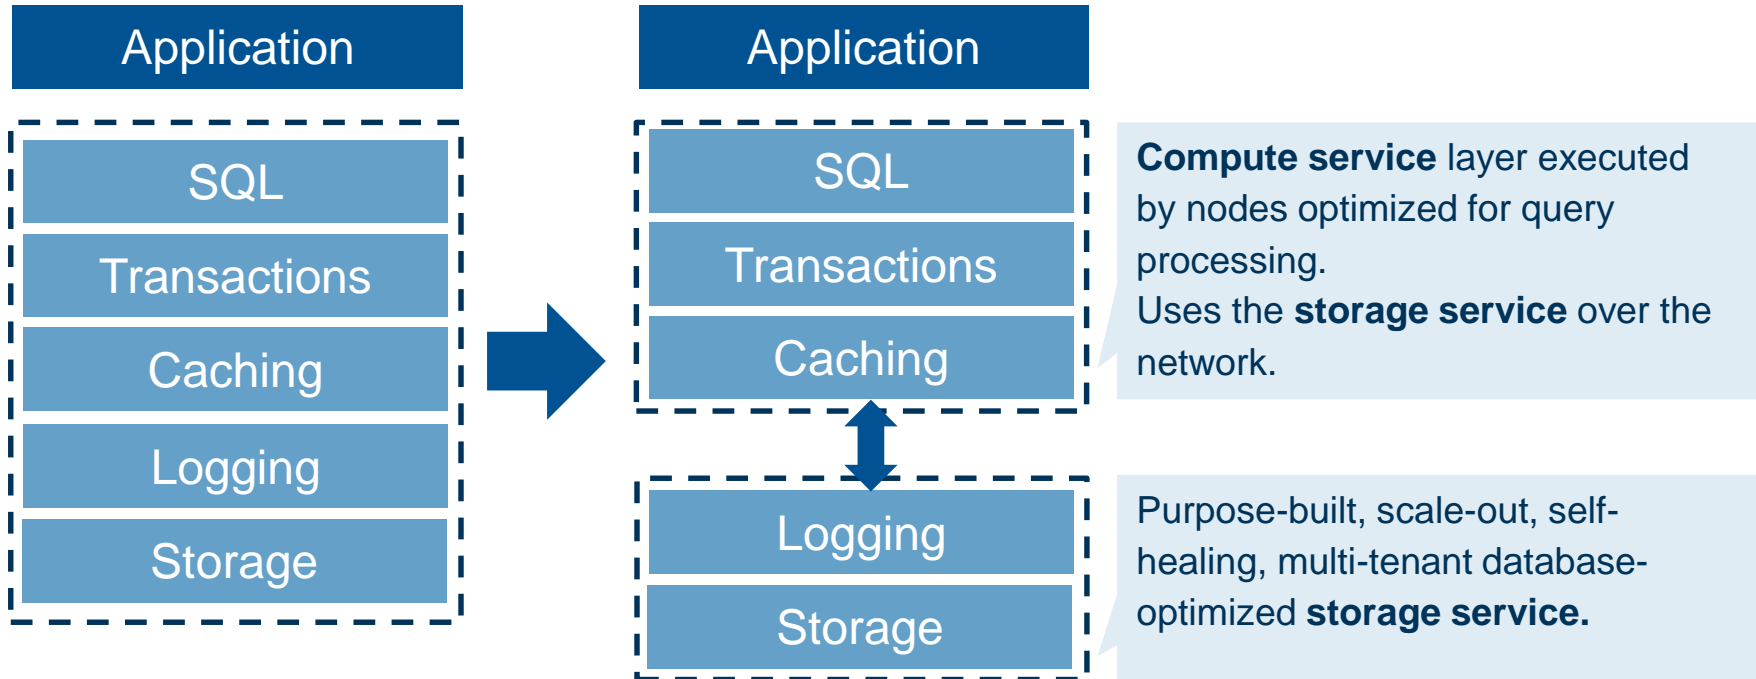 Application
SQL
Transactions
Caching
Logging
Storage
Application
SQL
Transactions
Caching
Logging
Storage
Compute service layer executed
by nodes optimized for query
processing.
Uses the storage service over the
network.
Purpose-built, scale-out, self-
healing, multi-tenant database-
optimized storage service.